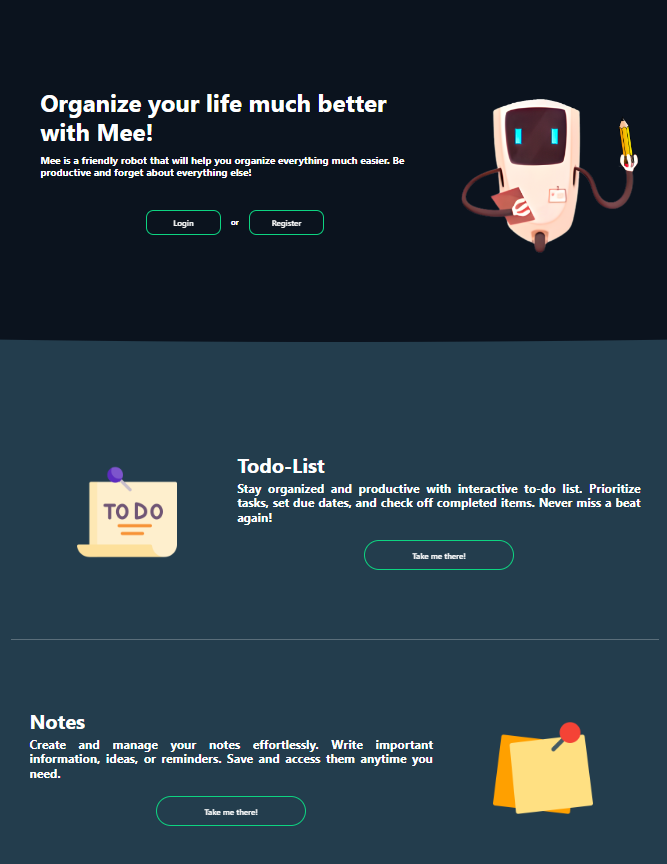 Organize your life much better
with Mee!
Mee is a friendly robot that will help you organize everything much easier. Be
productive and forget about everything else!
Login or Register
TO DO
Todo-List
Stay organized and productive with interactive to-do list. Prioritize
tasks, set due dates, and check off completed items. Never miss a beat
again!
Take me there!
Notes
Create and manage your notes effortlessly. Write important
information, ideas, or reminders. Save and access them anytime you
need.
Take me there!